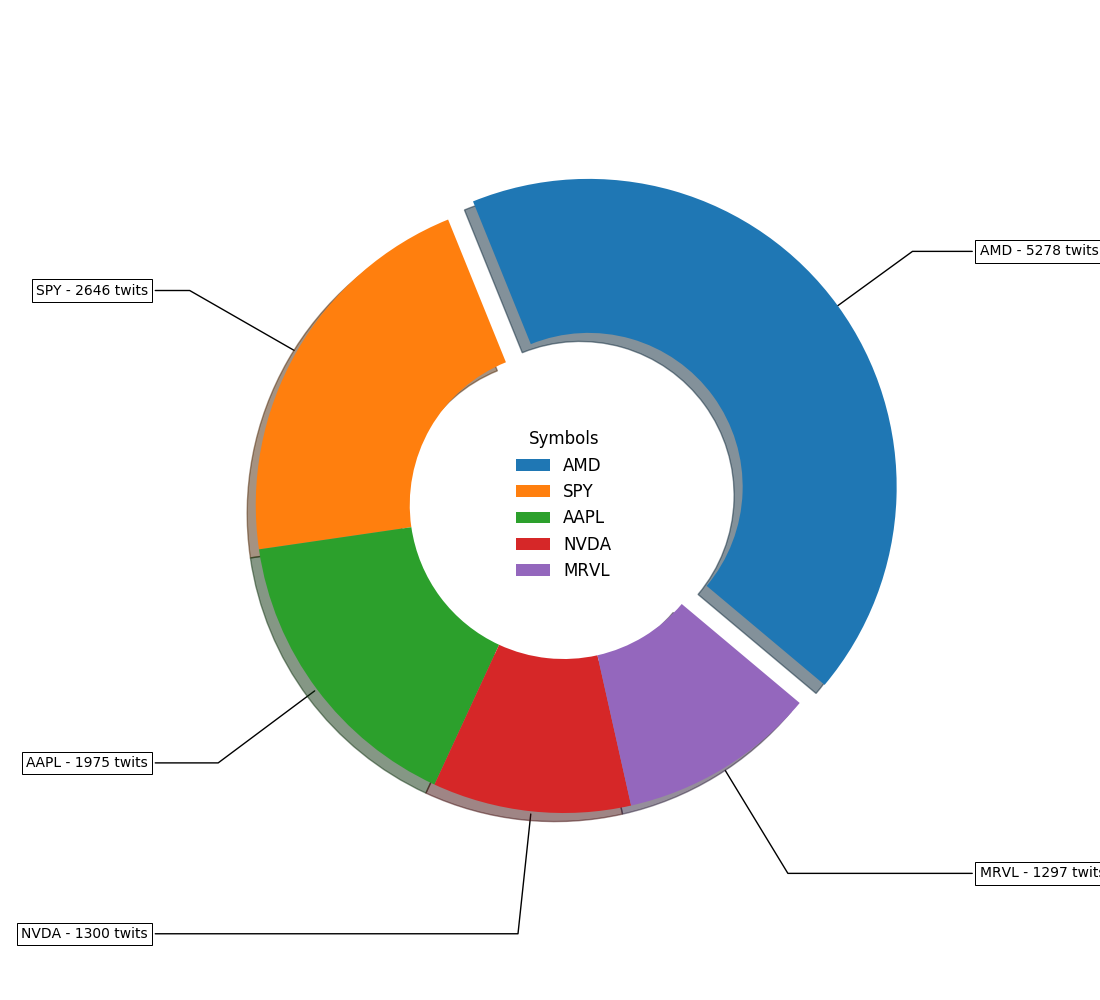 AMD - 5278 twits
SPY - 2646 twits
Symbols
AMD
SPY
AAPL
NVDA
MRVL
AAPL - 1975 twits
MRVL - 1297 twits
NVDA - 1300 twits